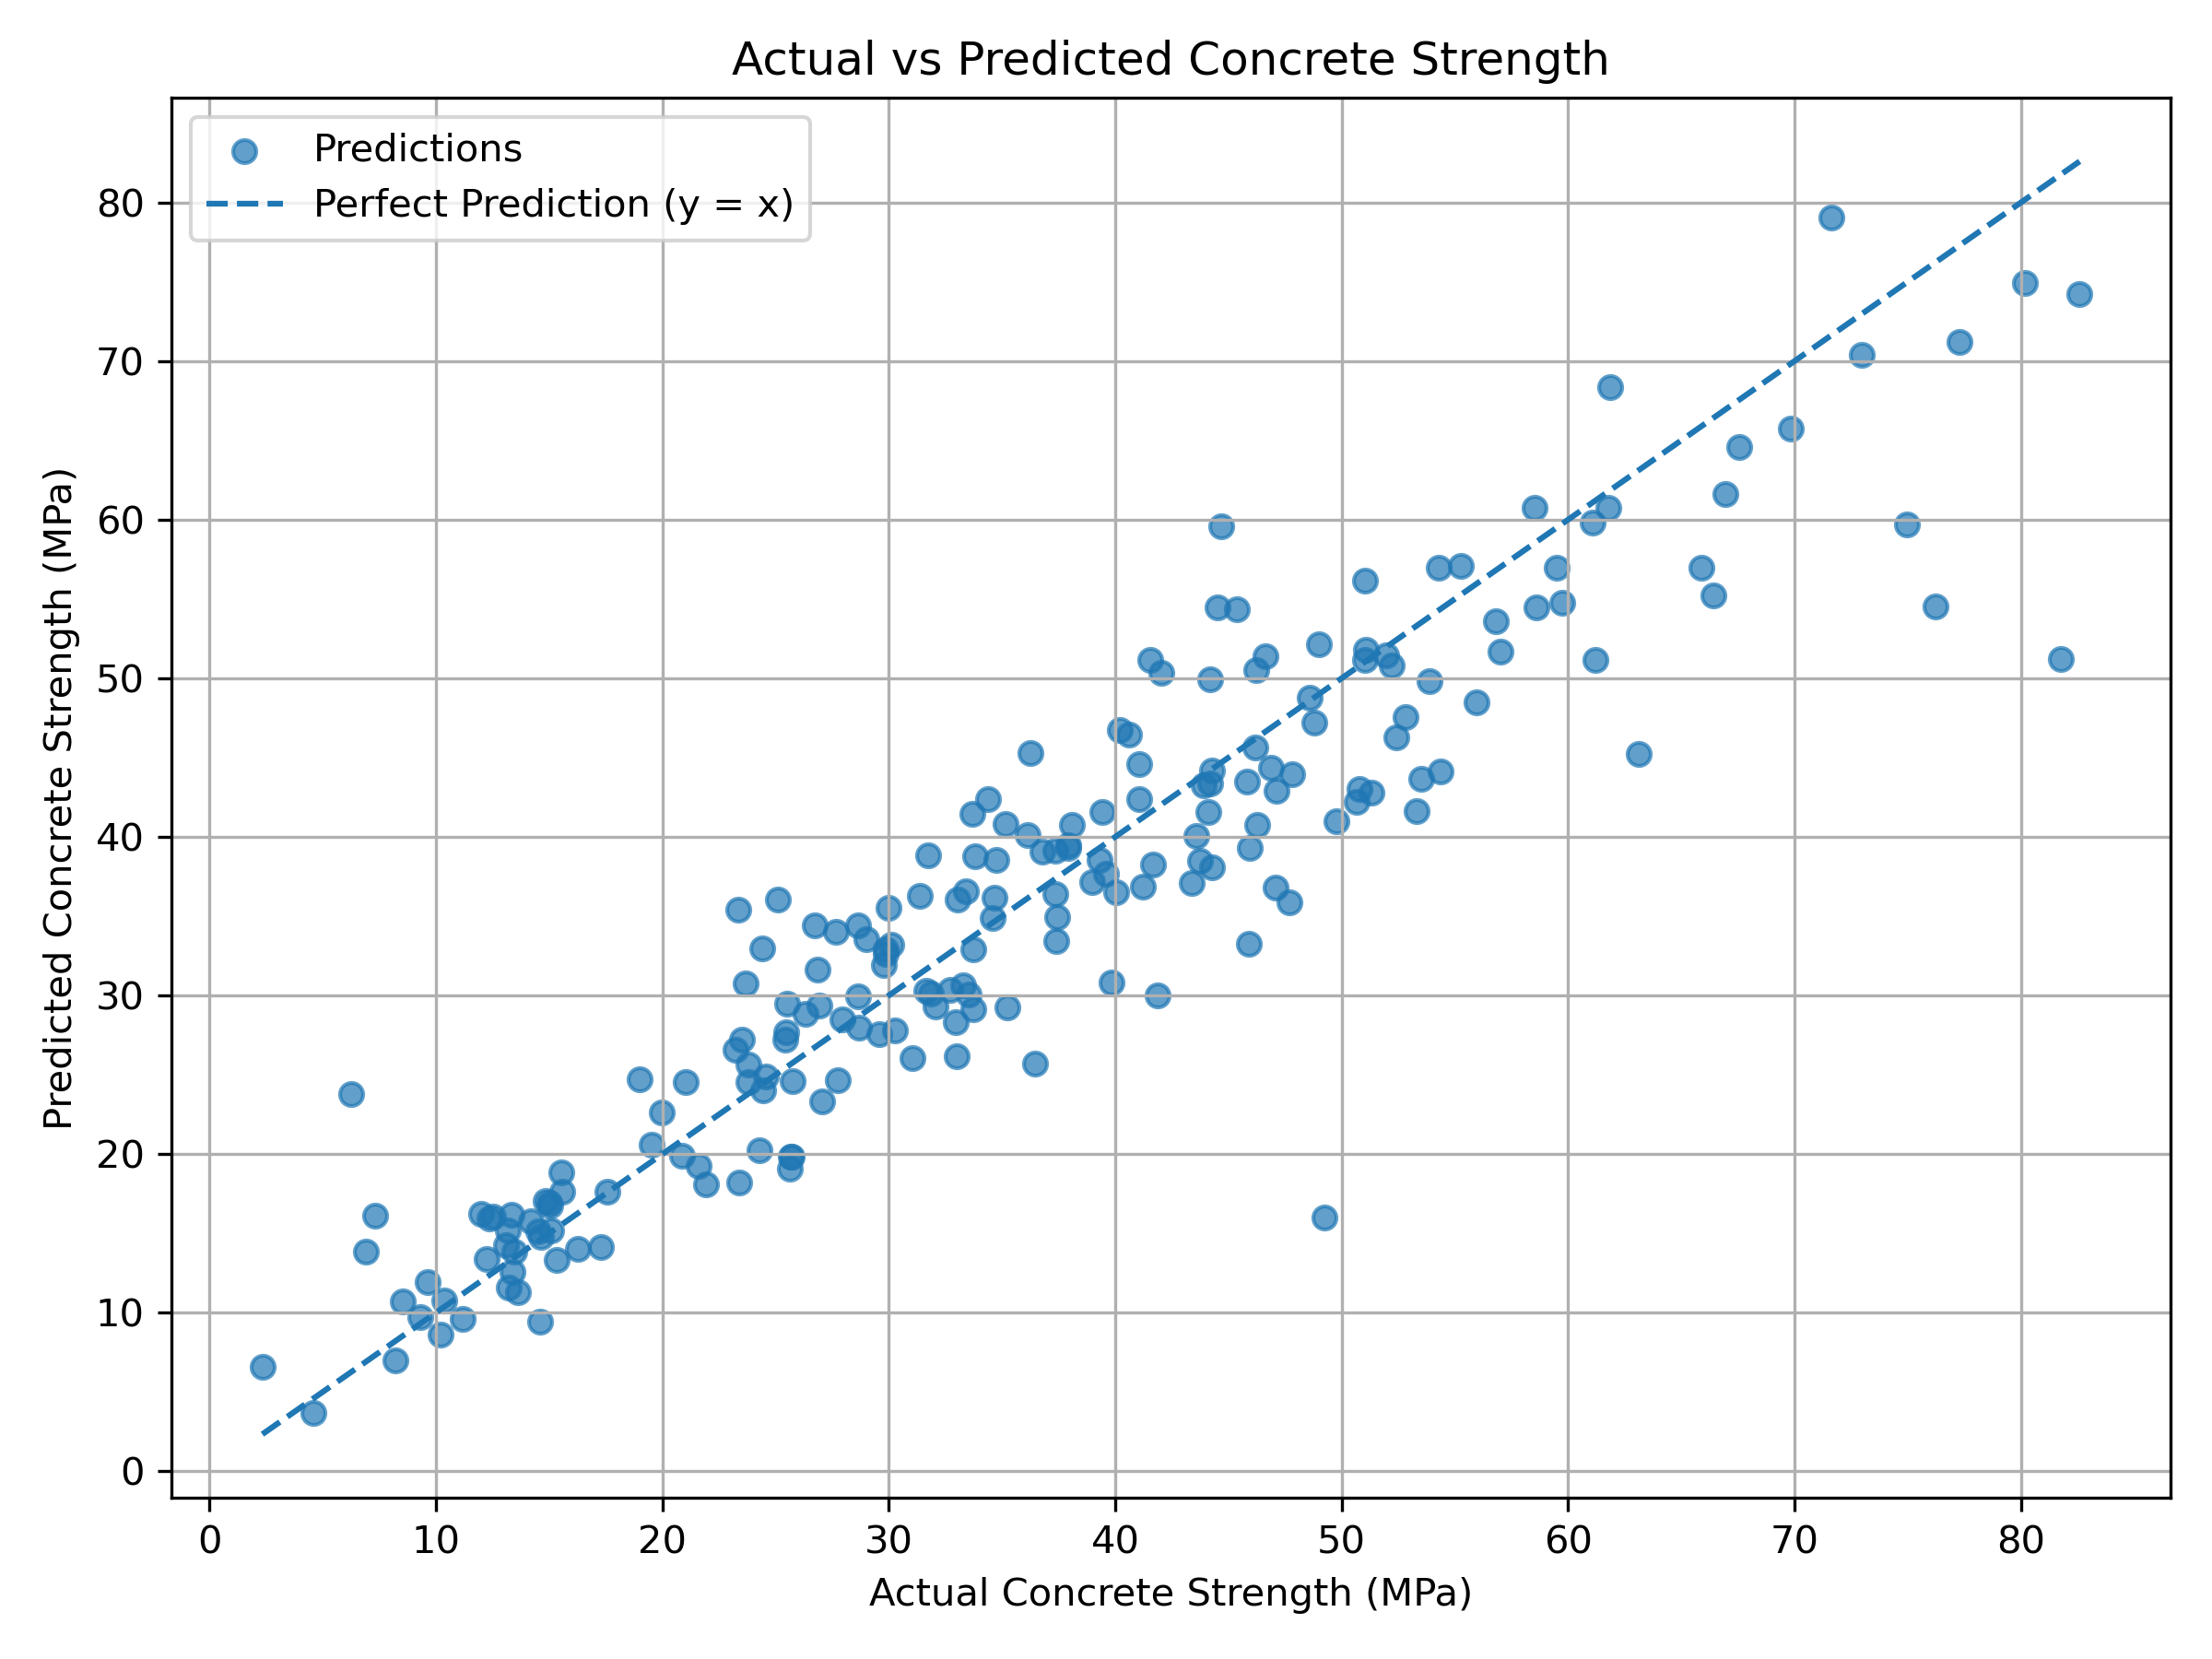 Actual vs Predicted Concrete Strength
Predictions
Perfect Prediction (y = x)
Predicted Concrete Strength (MPa)
80
70
60
50
40
30
20
10
0
0 10 20 30 40 50 60 70 80
Actual Concrete Strength (MPa)